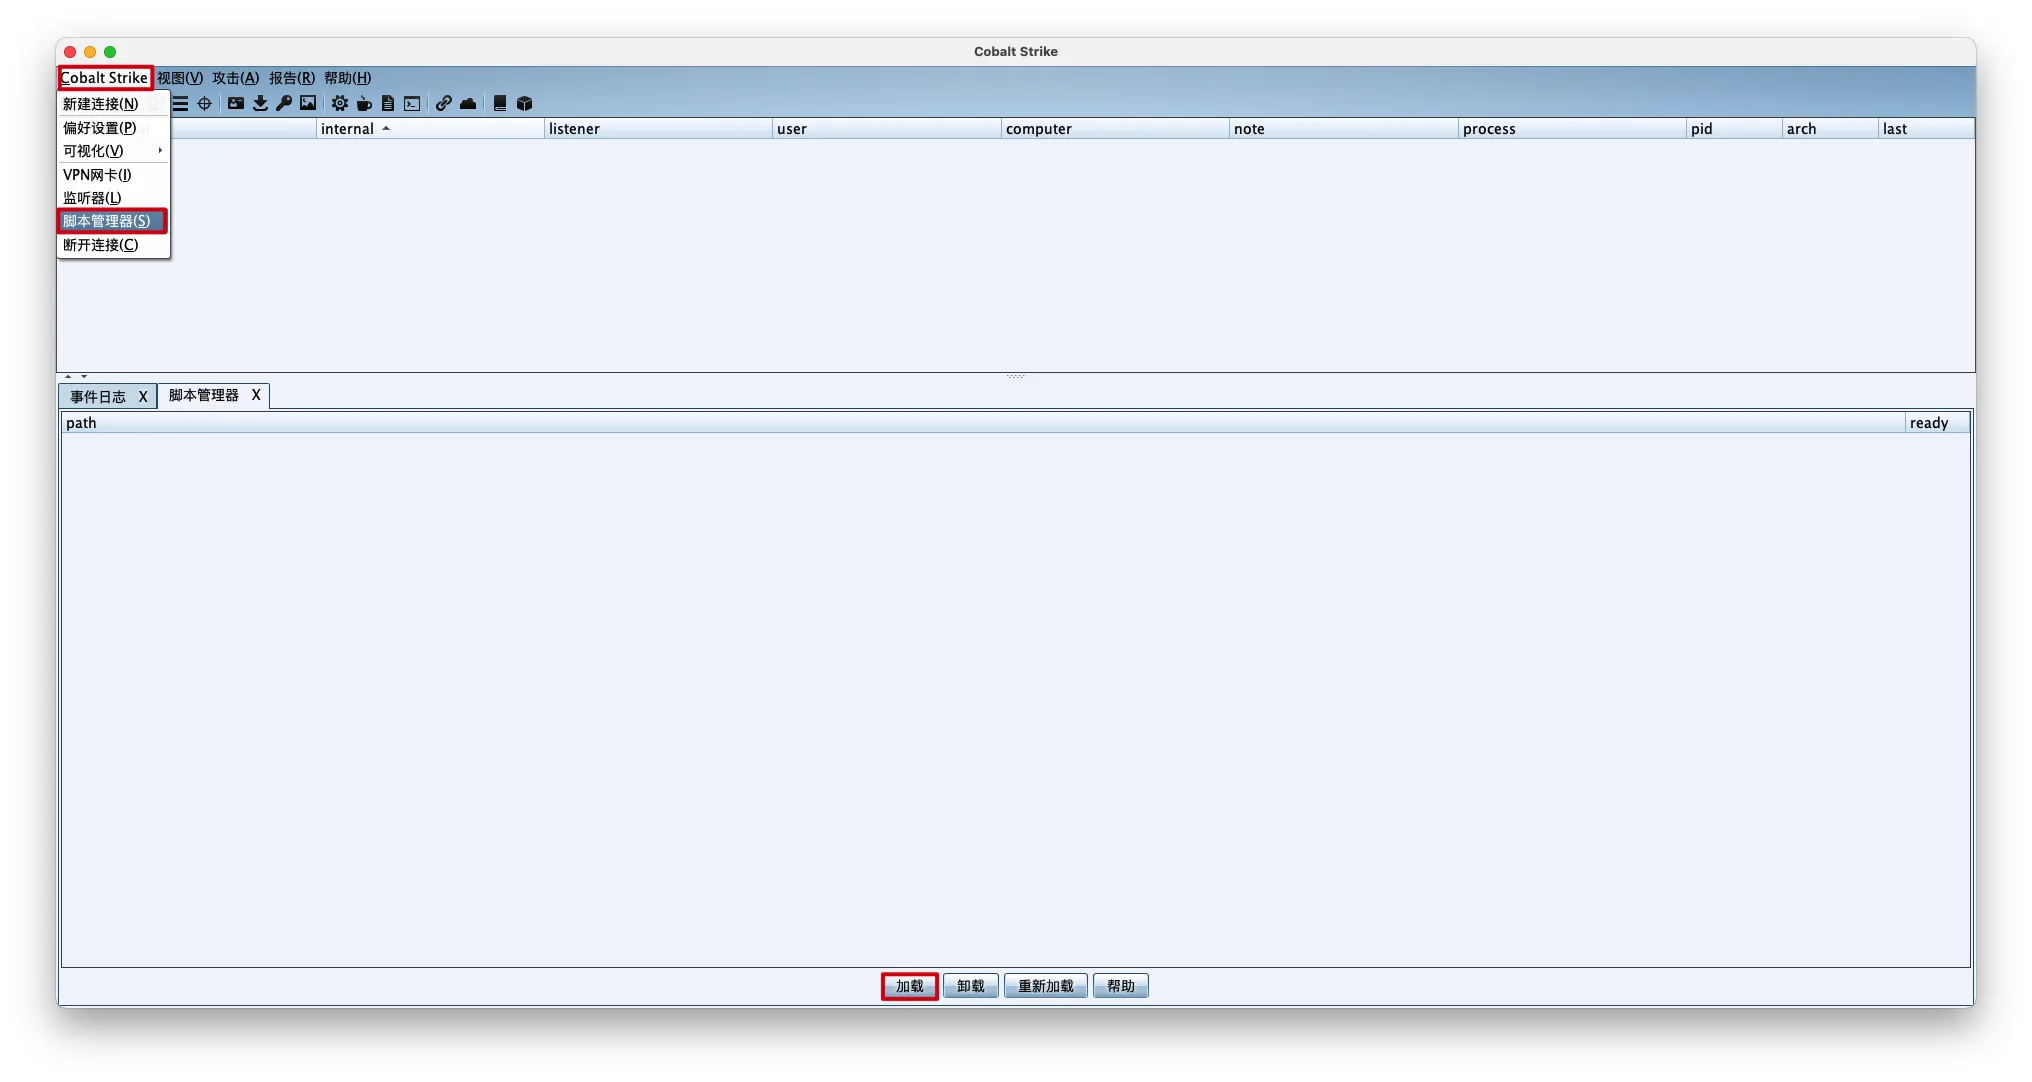 Cobalt Strike
Cobalt Strike 视图(V) 攻击(A) 报告(R) 帮助(H)
新建连接(N)
偏好设置(P)
可视化(V)
VPN网卡(I)
监听器(L)
脚本管理器(S)
断开连接(C)
internal listener user computer note process pid arch last
事件日志 X 脚本管理器 X
path ready
加载 卸载 重新加载 帮助